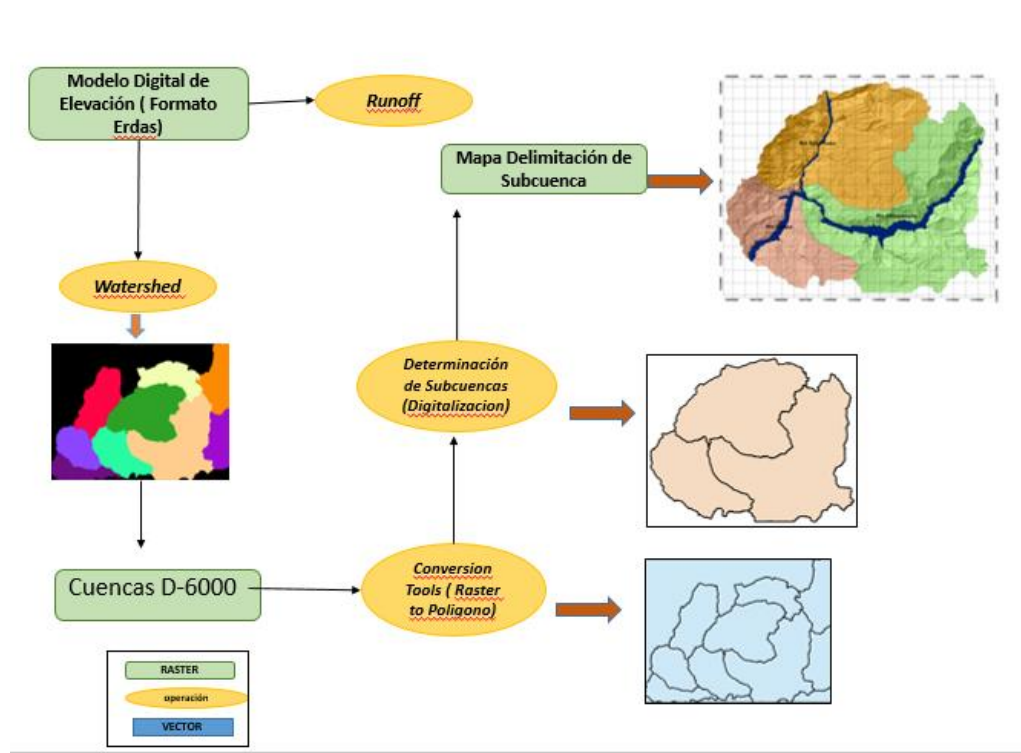 Modelo Digital de
Elevación ( Formato
Erdas)
Runoff
Mapa Delimitación de
Subcuenca
Watershed
Determinación
de Subcuencas
(Digitalizacion)
Cuencas D-6000
Conversion
Tools ( Raster
to Poligono)
RASTER
operación
VECTOR